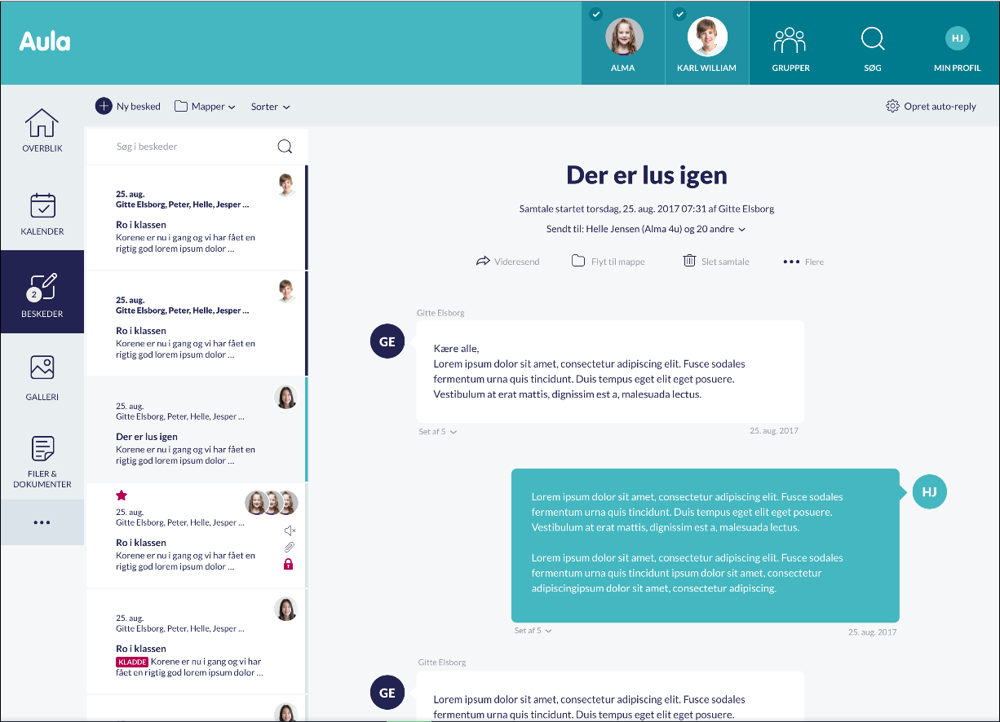 Aula
ALMA
KARL WILLIAM
GRUPPER
SØG
HJ
MIN PROFIL
OVERBLIK
KALENDER
2
BESKEDER
GALLERI
FILER &
DOKUMENTER
Ny besked
Mapper
Sorter
Opret auto-reply
Søg i beskeder
25. aug.
Gitte Elsborg, Peter, Helle, Jesper ...
Ro i klassen
Korene er nu i gang og vi har fået en
rigtig god lorem ipsum dolor ...
25. aug.
Gitte Elsborg, Peter, Helle, Jesper ...
Ro i klassen
Korene er nu i gang og vi har fået en
rigtig god lorem ipsum dolor ...
25. aug.
Gitte Elsborg, Peter, Helle, Jesper ...
Der er lus igen
Korene er nu i gang og vi har fået en
rigtig god lorem ipsum dolor ...
25. aug.
Gitte Elsborg, Peter, Helle, Jesper ...
Ro i klassen
Korene er nu i gang og vi har fået en
rigtig god lorem ipsum dolor ...
25. aug.
Gitte Elsborg, Peter, Helle, Jesper ...
Ro i klassen
KLADDE Korene er nu i gang og vi har
fået en rigtig god lorem ipsum dolor ...
Der er lus igen
Samtale startet torsdag, 25. aug. 2017 07:31 af Gitte Elsborg
Sendt til: Helle Jensen (Alma 4u) og 20 andre
Videresend
Flyt til mappe
Slet samtale
Flere
Gitte Elsborg
GE
Kære alle,
Lorem ipsum dolor sit amet, consectetur adipiscing elit. Fusce sodales
fermentum urna quis tincidunt. Duis tempus eget elit eget posuere.
Vestibulum at erat mattis, dignissim est a, malesuada lectus.
Set af 5
25. aug. 2017
HJ
Lorem ipsum dolor sit amet, consectetur adipiscing elit. Fusce sodales
fermentum urna quis tincidunt. Duis tempus eget elit eget posuere.
Vestibulum at erat mattis, dignissim est a, malesuada lectus.
Lorem ipsum dolor sit amet, consectetur adipiscing elit. Fusce sodales
fermentum urna quis tincidunt ipsum dolor sit amet, consectetur
adipiscingipsum dolor sit amet, consectetur adipiscing.
Set af 5
25. aug. 2017
Gitte Elsborg
GE
Lorem ipsum dolor sit amet, consectetur adipiscing elit. Fusce sodales
fermentum urna quis tincidunt. Duis tempus eget elit eget posuere.